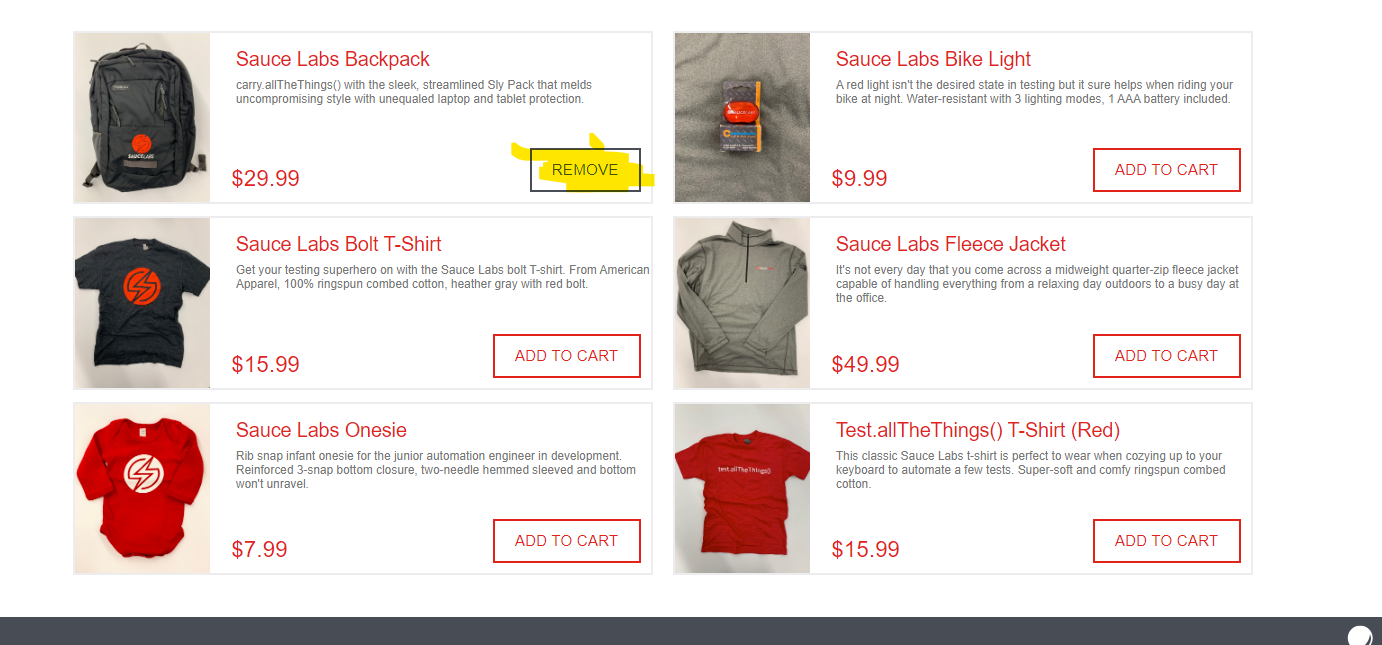 Sauce Labs Backpack
carry.allTheThings() with the sleek, streamlined Sly Pack that melds
uncompromising style with unequaled laptop and tablet protection.
SAUCELABS
$29.99
REMOVE
Sauce Labs Bike Light
A red light isn't the desired state in testing but it sure helps when riding your
bike at night. Water-resistant with 3 lighting modes, 1 AAA battery included.
$9.99
ADD TO CART
Sauce Labs Bolt T-Shirt
Get your testing superhero on with the Sauce Labs bolt T-shirt. From American
Apparel, 100% ringspun combed cotton, heather gray with red bolt.
$15.99
ADD TO CART
Sauce Labs Fleece Jacket
It's not every day that you come across a midweight quarter-zip fleece jacket
capable of handling everything from a relaxing day outdoors to a busy day at
the office.
$49.99
ADD TO CART
Sauce Labs Onesie
Rib snap infant onesie for the junior automation engineer in development.
Reinforced 3-snap bottom closure, two-needle hemmed sleeved and bottom
won't unravel.
$7.99
ADD TO CART
Test.allTheThings() T-Shirt (Red)
This classic Sauce Labs t-shirt is perfect to wear when cozying up to your
keyboard to automate a few tests. Super-soft and comfy ringspun combed
cotton.
test.allTheThings()
$15.99
ADD TO CART